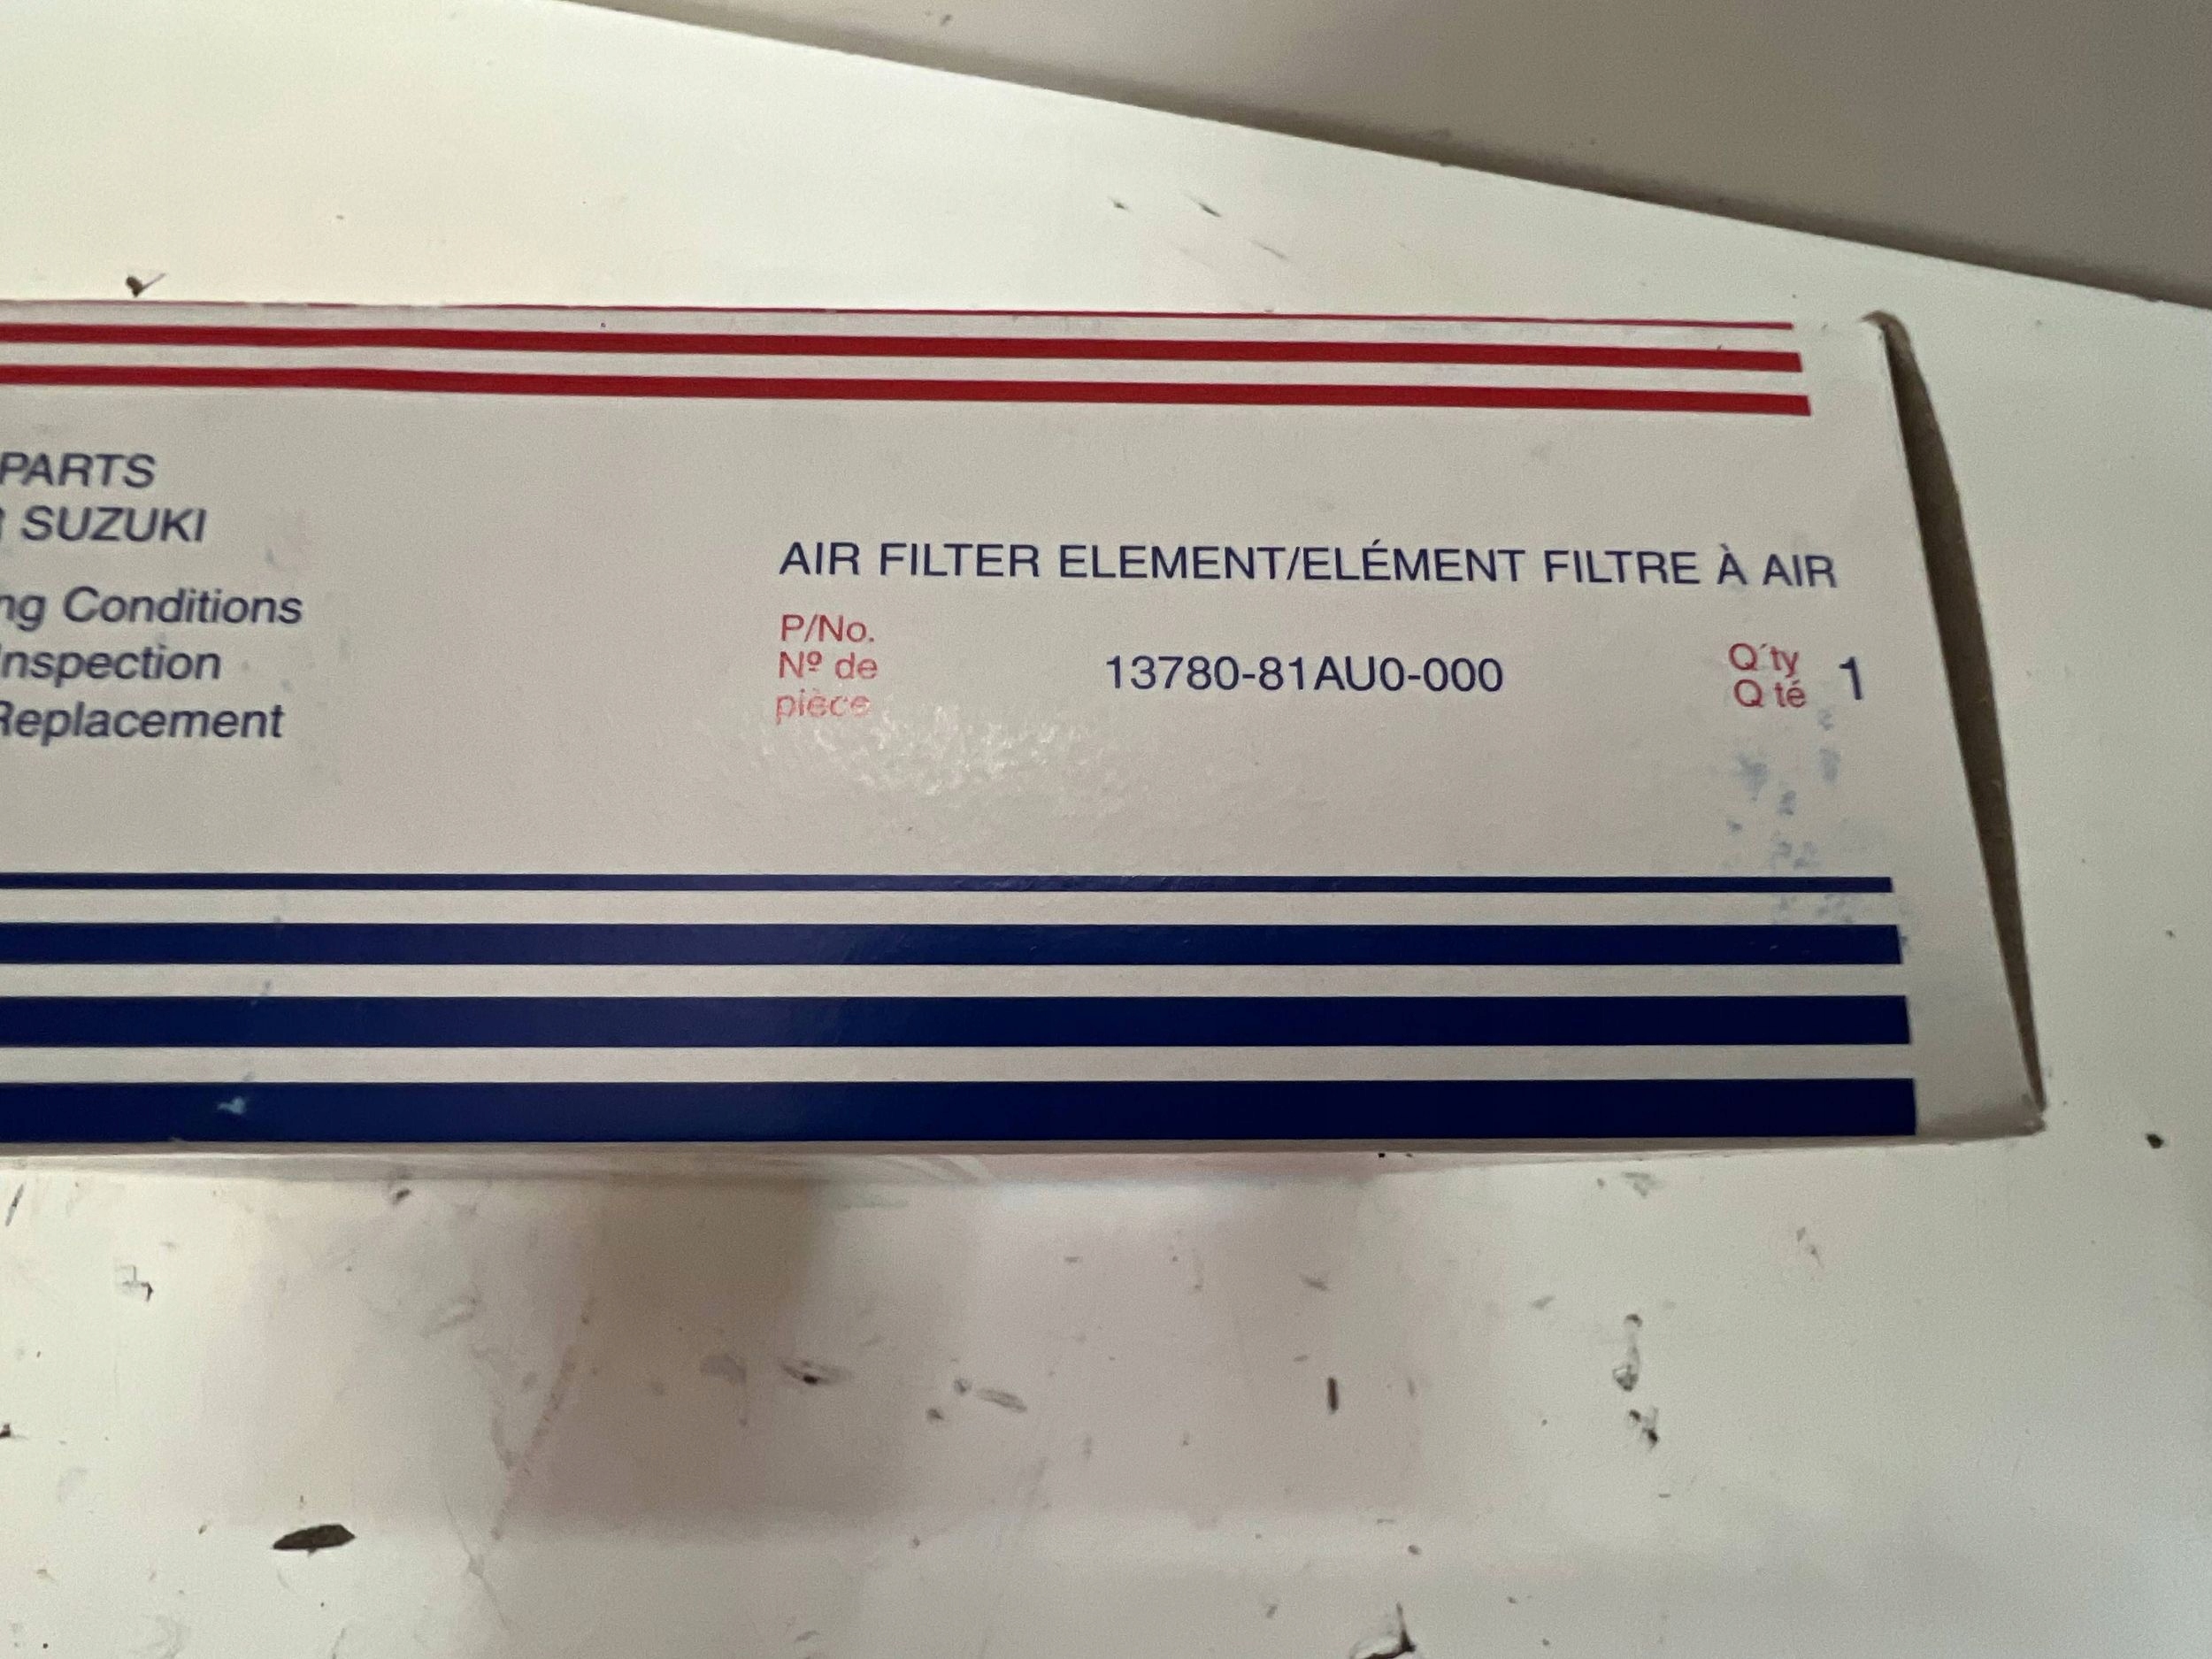 PARTS
SUZUKI
ng Conditions
Inspection
Replacement
AIR FILTER ELEMENT/ELÉMENT FILTRE À AIR
P/No.
Nº de
pièce
13780-81AU0-000
Q´ty
Q té
1